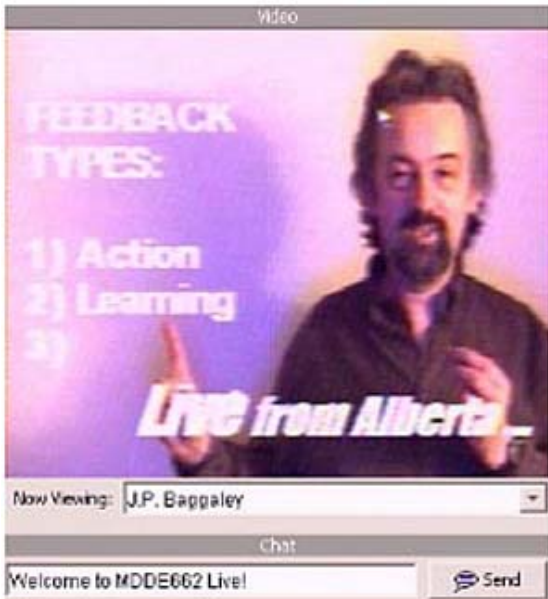 Video
FEEDBACK
TYPES:
1) Action
2) Learning
3)
Live from Alberta ...
Now Viewing: J.P. Baggaley
Chat
Welcome to MDDE662 Live!
Send